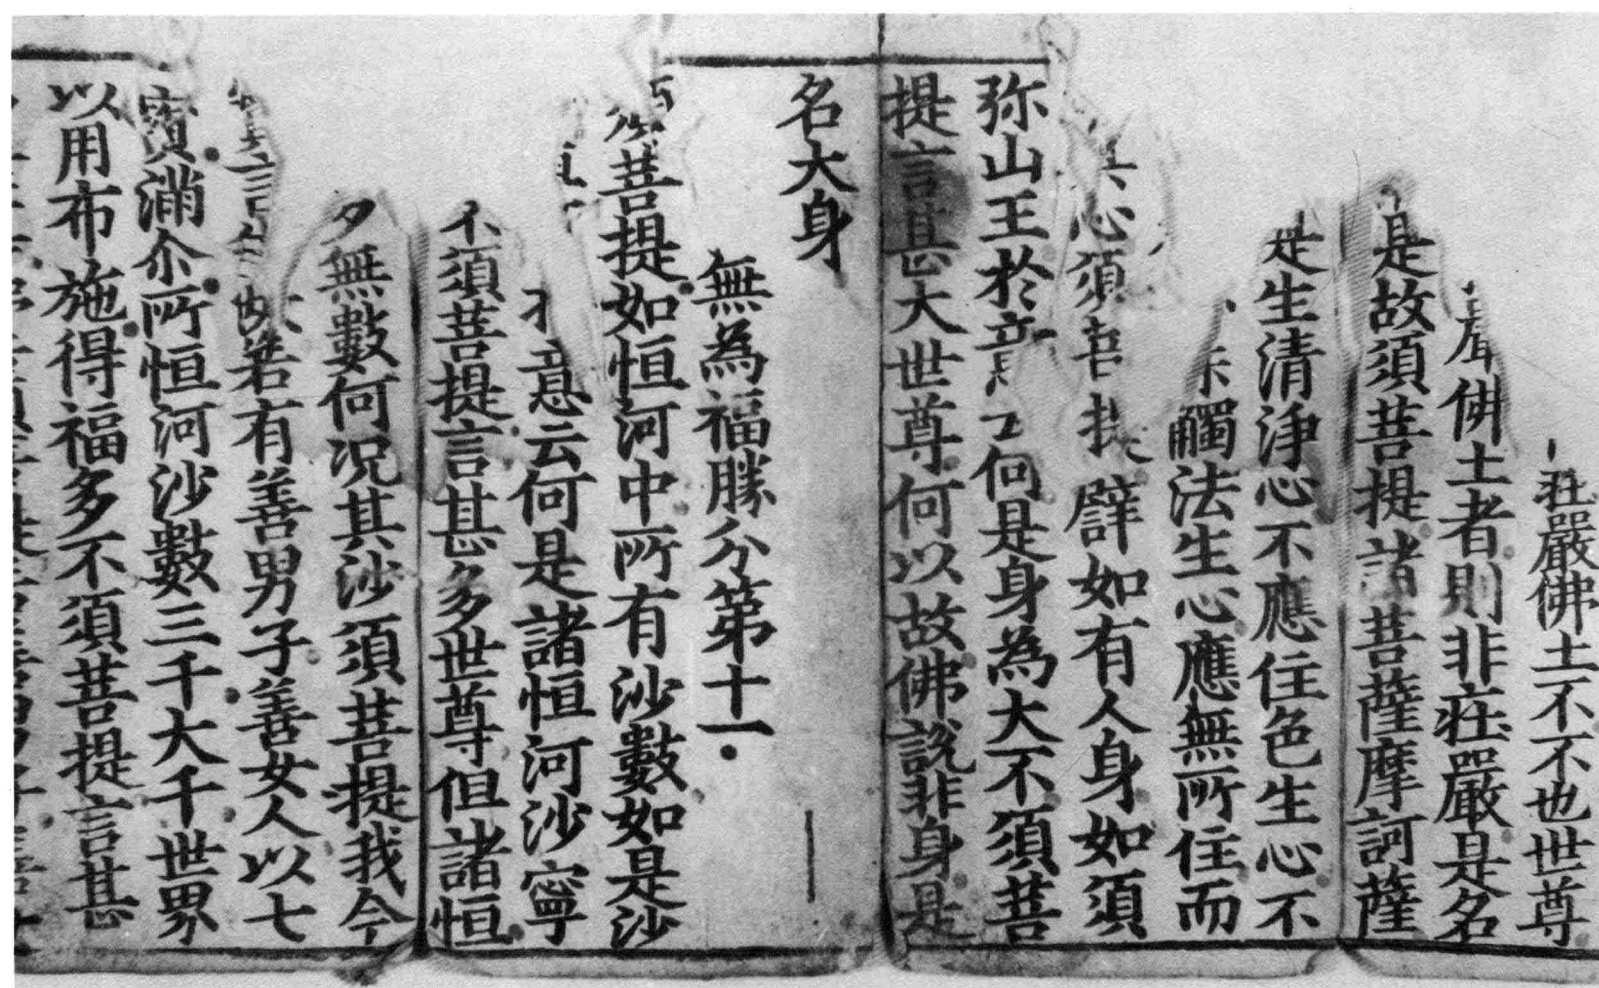 莊嚴佛土不不也世尊
佛土者則非莊嚴是名
是故須菩提諸菩薩摩訶薩
是生清淨心不應住色生心不
觸法生心應無所住而
心須菩提譬如有人身如須
弥山王於意云何是身為大不須菩
提言甚大世尊何以故佛說非身是
名大身
無為福勝分第十一
須菩提如恒河中所有沙數如是沙
意云何是諸恒河沙寧
不須菩提言甚多世尊但諸恒
無數何況其沙須菩提我今
若有善男子善女人以七
寶滿尒所恒河沙數三千大千世界
以用布施得福多不須菩提言甚